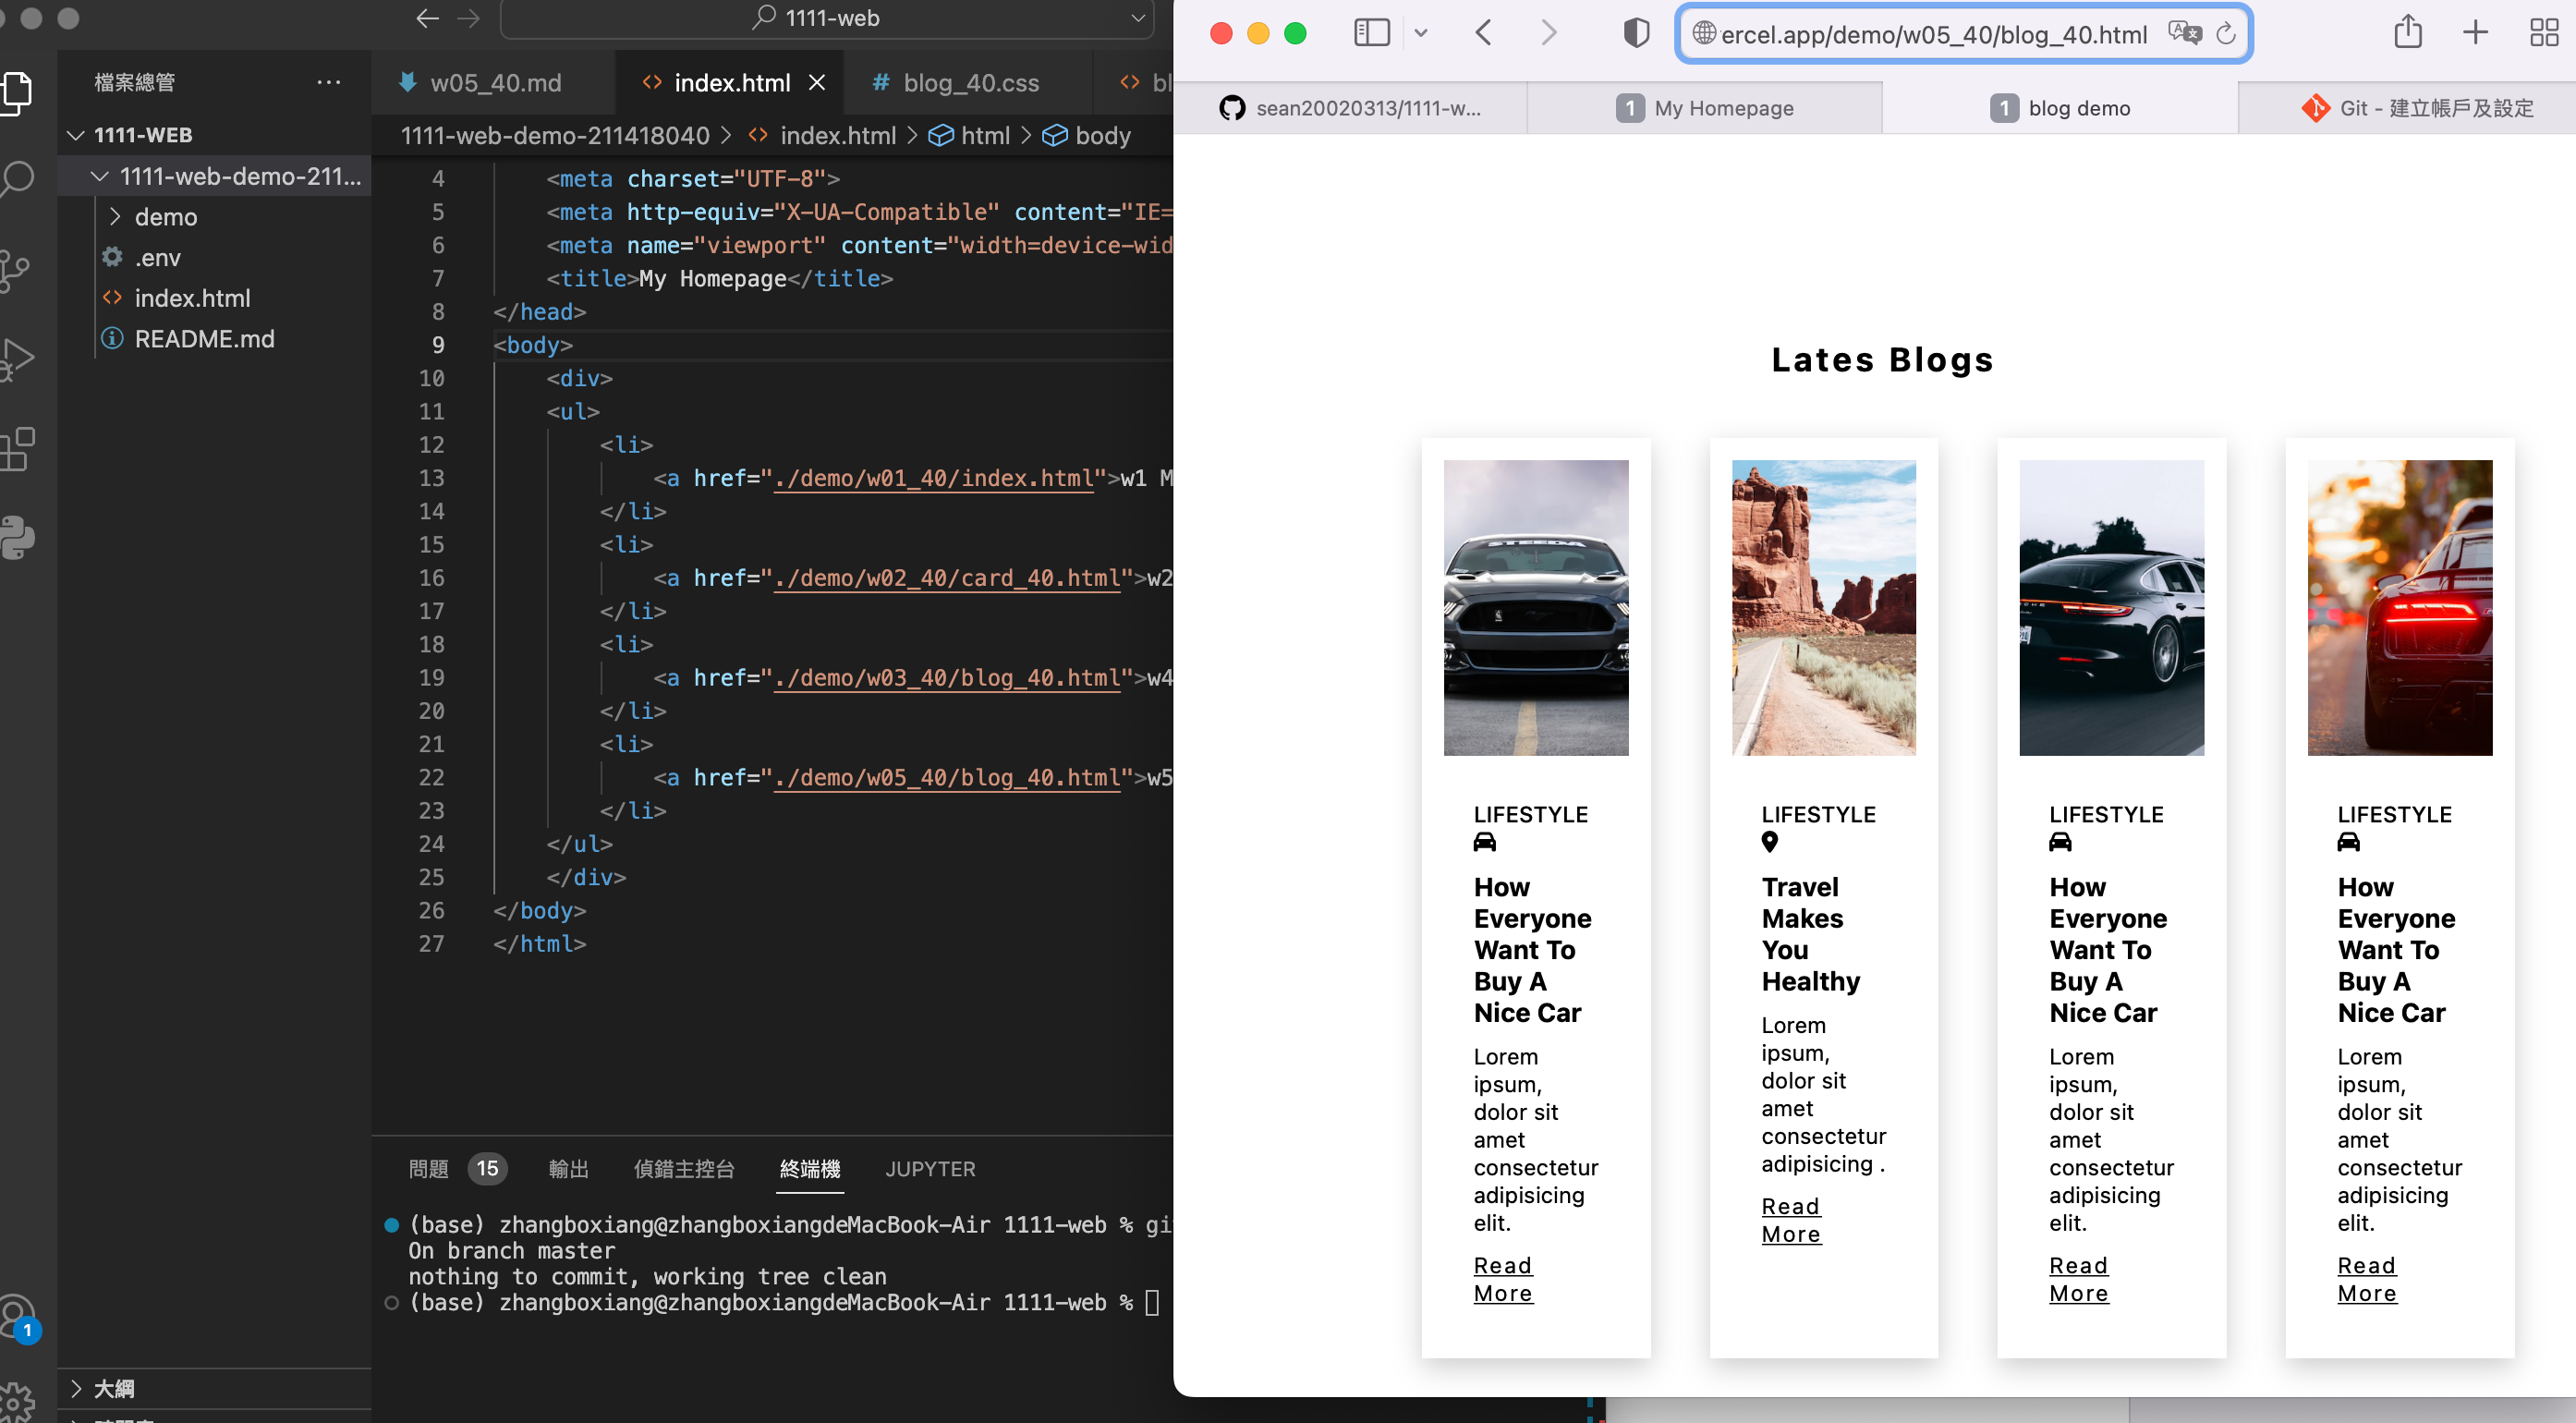 1111-web
檔案總管
1111-WEB
1111-web-demo-211...
demo
.env
index.html
README.md
大綱
1
w05_40.md
index.html
# blog_40.css
bl
1111-web-demo-211418040 > index.html > html > body
4 <meta charset="UTF-8">
5 <meta http-equiv="X-UA-Compatible" content="IE=
6 <meta name="viewport" content="width=device-wid
7 <title>My Homepage</title>
8 </head>
9 <body>
10 <div>
11 <ul>
12 <li>
13 <a href="./demo/w01_40/index.html">w1 M
14 </li>
15 <li>
16 <a href="./demo/w02_40/card_40.html">w2
17 </li>
18 <li>
19 <a href="./demo/w03_40/blog_40.html">w4
20 </li>
21 <li>
22 <a href="./demo/w05_40/blog_40.html">w5
23 </li>
24 </ul>
25 </div>
26 </body>
27 </html>
問題 15 輸出 偵錯主控台 終端機 JUPYTER
(base) zhangboxiang@zhangboxiangdeMacBook-Air 1111-web % gi
On branch master
nothing to commit, working tree clean
(base) zhangboxiang@zhangboxiangdeMacBook-Air 1111-web %
ercel.app/demo/w05_40/blog_40.html
sean20020313/1111-w...
1 My Homepage
1 blog demo
Git - 建立帳戶及設定
Lates Blogs
STEEDA
LIFESTYLE
How
Everyone
Want To
Buy A
Nice Car
Lorem
ipsum,
dolor sit
amet
consectetur
adipisicing
elit.
Read
More
LIFESTYLE
Travel
Makes
You
Healthy
Lorem
ipsum,
dolor sit
amet
consectetur
adipisicing .
Read
More
LIFESTYLE
How
Everyone
Want To
Buy A
Nice Car
Lorem
ipsum,
dolor sit
amet
consectetur
adipisicing
elit.
Read
More
LIFESTYLE
How
Everyone
Want To
Buy A
Nice Car
Lorem
ipsum,
dolor sit
amet
consectetur
adipisicing
elit.
Read
More